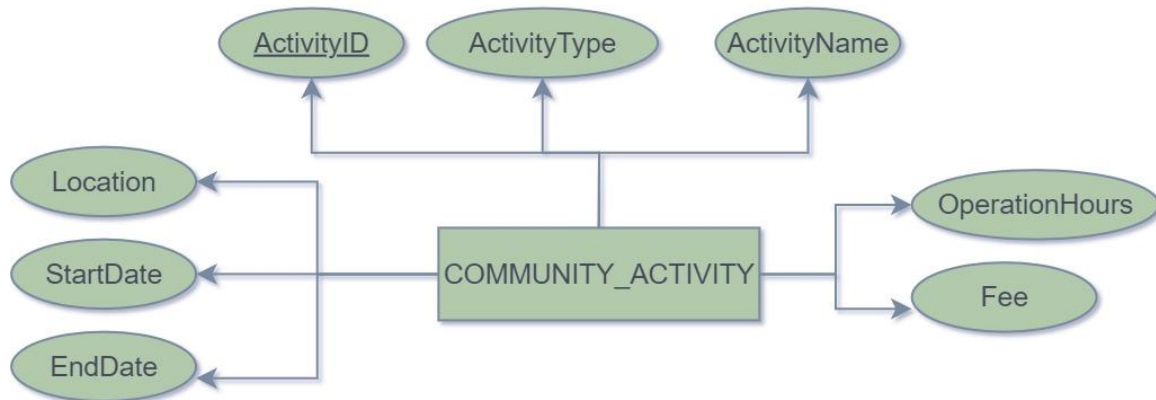 ActivityID
ActivityType
ActivityName
Location
OperationHours
StartDate
COMMUNITY_ACTIVITY
Fee
EndDate